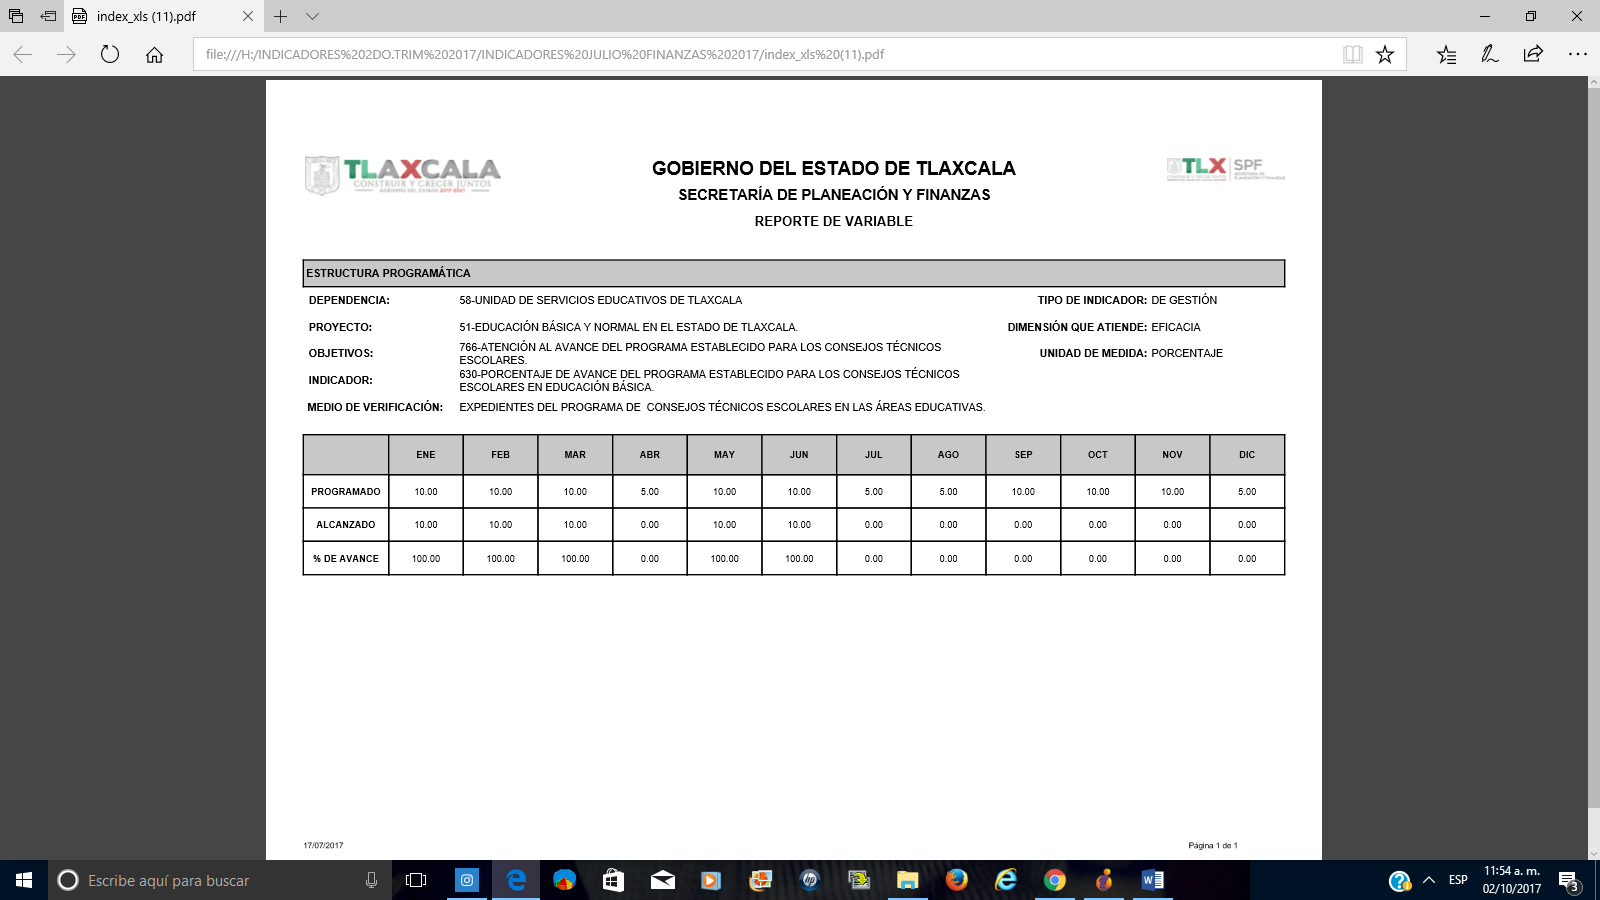 index_xls (11).pdf
file:///H:/INDICADORES%202DO.TRIM%202017/INDICADORES%20JULIO%20FINANZAS%202017/index_xls%20(11).pdf
TLAXCALA
CONSTRUIR Y CRECER JUNTOS
GOBIERNO DEL ESTADO 2017-2021
GOBIERNO DEL ESTADO DE TLAXCALA
SECRETARÍA DE PLANEACIÓN Y FINANZAS
REPORTE DE VARIABLE
TLX SPF
ESTRUCTURA PROGRAMÁTICA
DEPENDENCIA: 58-UNIDAD DE SERVICIOS EDUCATIVOS DE TLAXCALA TIPO DE INDICADOR: DE GESTIÓN
PROYECTO: 51-EDUCACIÓN BÁSICA Y NORMAL EN EL ESTADO DE TLAXCALA. DIMENSIÓN QUE ATIENDE: EFICACIA
OBJETIVOS: 766-ATENCIÓN AL AVANCE DEL PROGRAMA ESTABLECIDO PARA LOS CONSEJOS TÉCNICOS
ESCOLARES. UNIDAD DE MEDIDA: PORCENTAJE
INDICADOR: 630-PORCENTAJE DE AVANCE DEL PROGRAMA ESTABLECIDO PARA LOS CONSEJOS TÉCNICOS
ESCOLARES EN EDUCACIÓN BÁSICA.
MEDIO DE VERIFICACIÓN: EXPEDIENTES DEL PROGRAMA DE CONSEJOS TÉCNICOS ESCOLARES EN LAS ÁREAS EDUCATIVAS.
ENE FEB MAR ABR MAY JUN JUL AGO SEP OCT NOV DIC
PROGRAMADO 10.00 10.00 10.00 5.00 10.00 10.00 5.00 5.00 10.00 10.00 10.00 5.00
ALCANZADO 10.00 10.00 10.00 0.00 10.00 10.00 0.00 0.00 0.00 0.00 0.00 0.00
% DE AVANCE 100.00 100.00 100.00 0.00 100.00 100.00 0.00 0.00 0.00 0.00 0.00 0.00
17/07/2017 Página 1 de 1
Escribe aquí para buscar
ESP
11:54 a. m.
02/10/2017
3